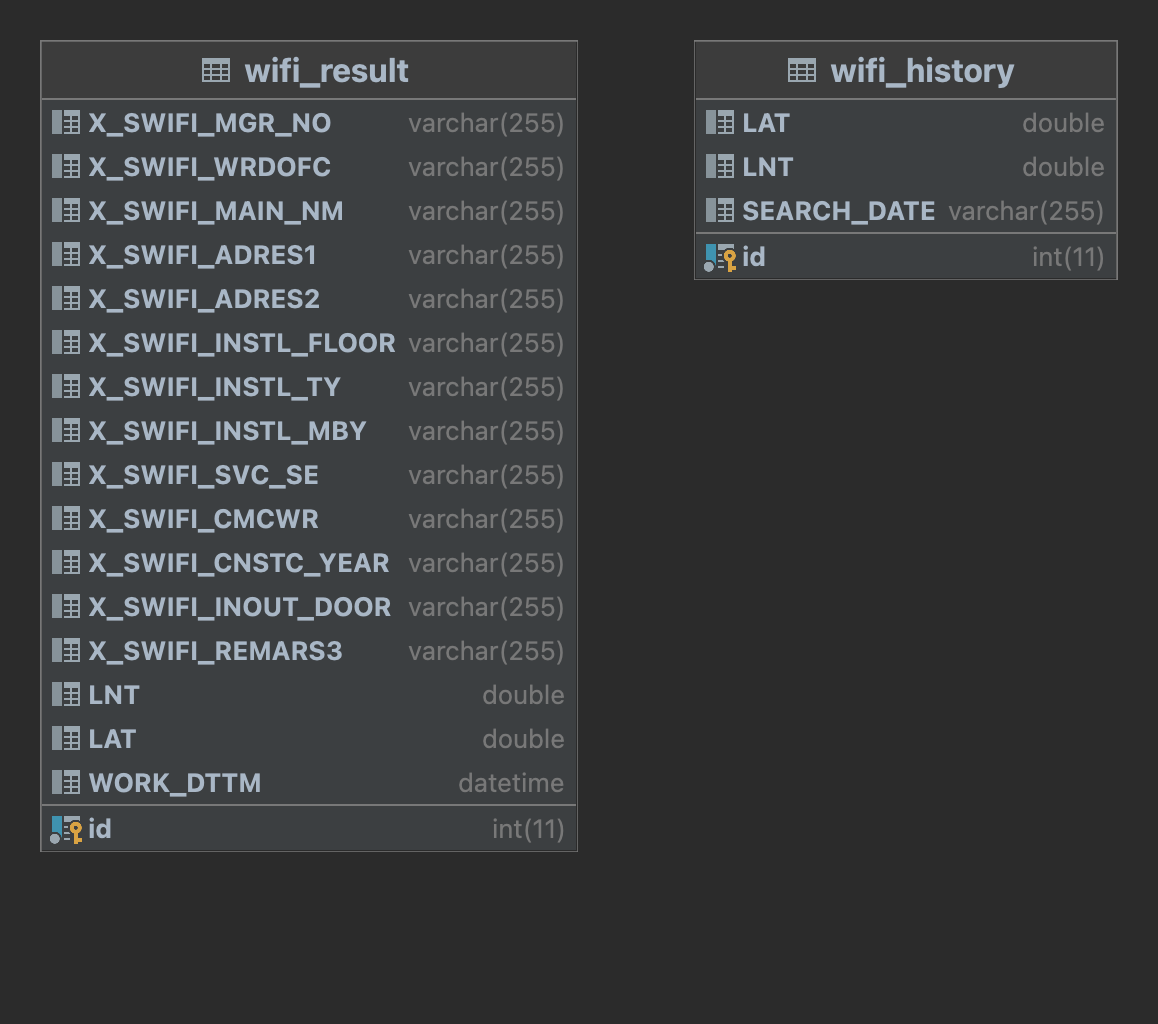 wifi_result
X_SWIFI_MGR_NO varchar(255)
X_SWIFI_WRDOFC varchar(255)
X_SWIFI_MAIN_NM varchar(255)
X_SWIFI_ADRES1 varchar(255)
X_SWIFI_ADRES2 varchar(255)
X_SWIFI_INSTL_FLOOR varchar(255)
X_SWIFI_INSTL_TY varchar(255)
X_SWIFI_INSTL_MBY varchar(255)
X_SWIFI_SVC_SE varchar(255)
X_SWIFI_CMCWR varchar(255)
X_SWIFI_CNSTC_YEAR varchar(255)
X_SWIFI_INOUT_DOOR varchar(255)
X_SWIFI_REMARS3 varchar(255)
LNT double
LAT double
WORK_DTTM datetime
id int(11)
wifi_history
LAT double
LNT double
SEARCH_DATE varchar(255)
id int(11)